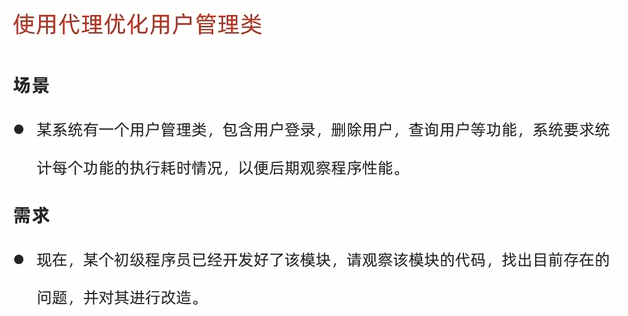 使用代理优化用户管理类
场景
● 某系统有一个用户管理类，包含用户登录，删除用户，查询用户等功能，系统要求统
计每个功能的执行耗时情况，以便后期观察程序性能。
需求
● 现在，某个初级程序员已经开发好了该模块，请观察该模块的代码，找出目前存在的
问题，并对其进行改造。